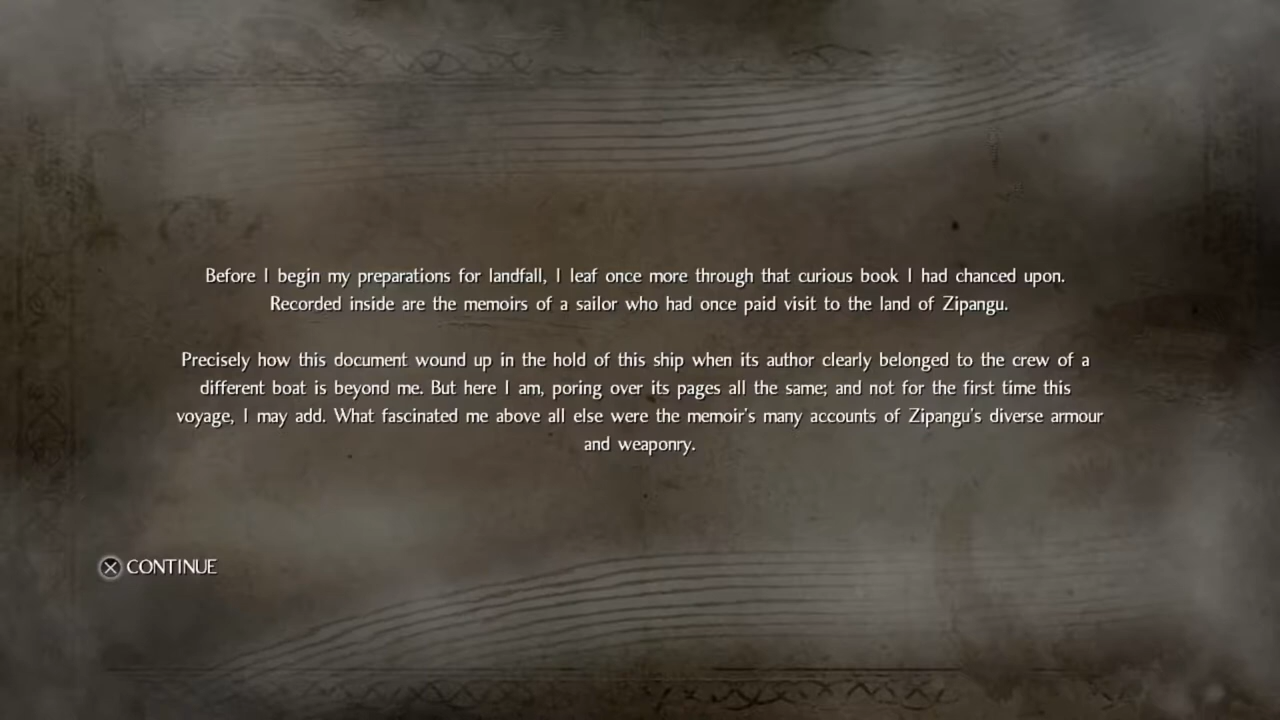 Before I begin my preparations for landfall, I leaf once more through that curious book I had chanced upon.
Recorded inside are the memoirs of a sailor who had once paid visit to the land of Zipangu.
Precisely how this document wound up in the hold of this ship when its author clearly belonged to the crew of a
different boat is beyond me. But here I am, poring over its pages all the same; and not for the first time this
voyage, I may add. What fascinated me above all else were the memoir's many accounts of Zipangu's diverse armour
and weaponry.
CONTINUE